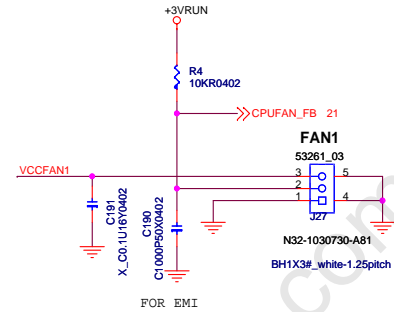 +3VRUN
R4
10KR0402
CPUFAN_FB 21
FAN1
53261_03
VCCFAN1
3
5
2
1
4
J27
C191
X_C0.1U16Y0402
C190
C1000P50X0402
N32-1030730-A81
BH1X3#_white-1.25pitch
FOR EMI
com